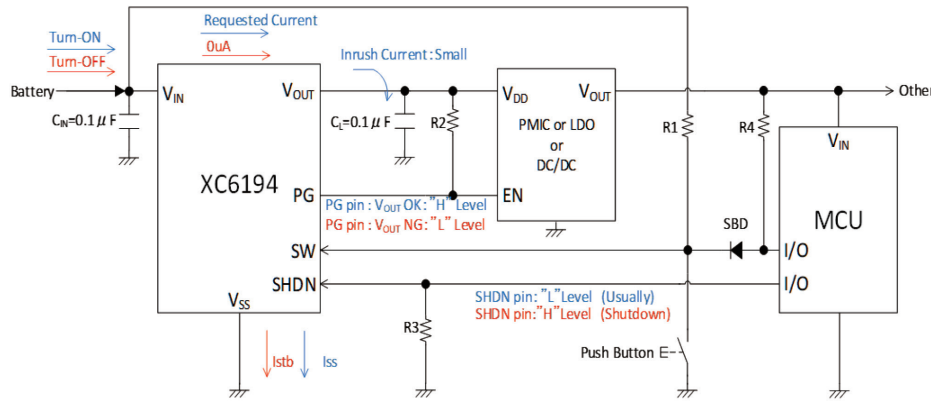 Requested Current
Turn-ON
0uA
Inrush Current : Small
Turn-OFF
Battery
Other
VIN
VOUT
VDD
VOUT
CIN=0.1μF
CL=0.1μF
R2
PMIC or LDO
or
DC/DC
R1
R4
VIN
XC6194
PG
EN
PG pin : VOUT OK : "H" Level
PG pin : VOUT NG : "L" Level
SBD
MCU
SW
I/O
SHDN
I/O
SHDN pin: "L" Level (Usually)
SHDN pin: "H" Level (Shutdown)
VSS
R3
Push Button
Istb
Iss